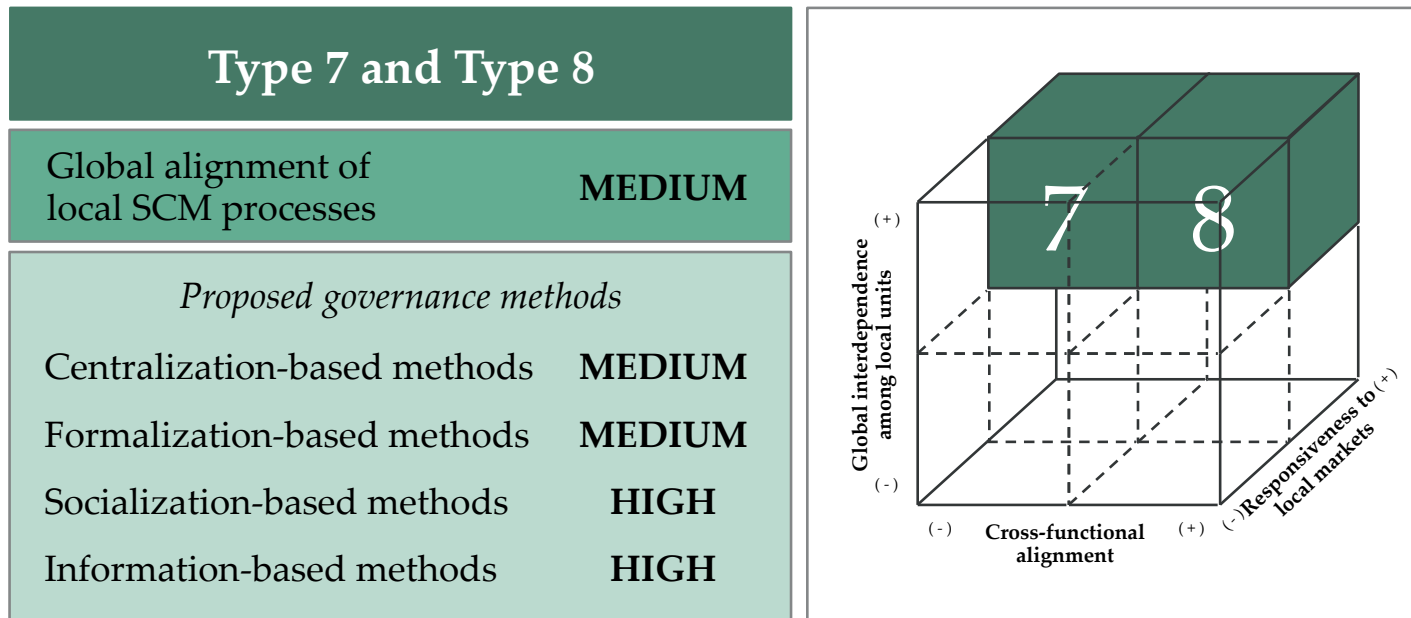 Type 7 and Type 8
Global alignment of
local SCM processes
MEDIUM
Proposed governance methods
Centralization-based methods MEDIUM
Formalization-based methods MEDIUM
Socialization-based methods HIGH
Information-based methods HIGH
7 8
(+)
Global interdependence
among local units
(-)
(-)
Cross-functional
alignment
(+)
(-)
Responsiveness to
local markets
(+)